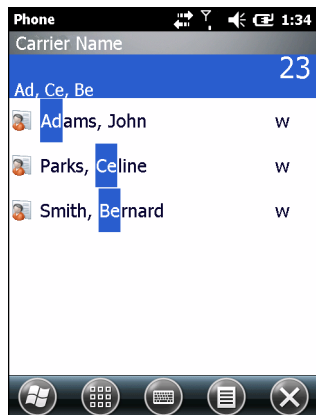 Phone 1:34
Carrier Name
23
Ad, Ce, Be
Adams, John w
Parks, Celine w
Smith, Bernard w